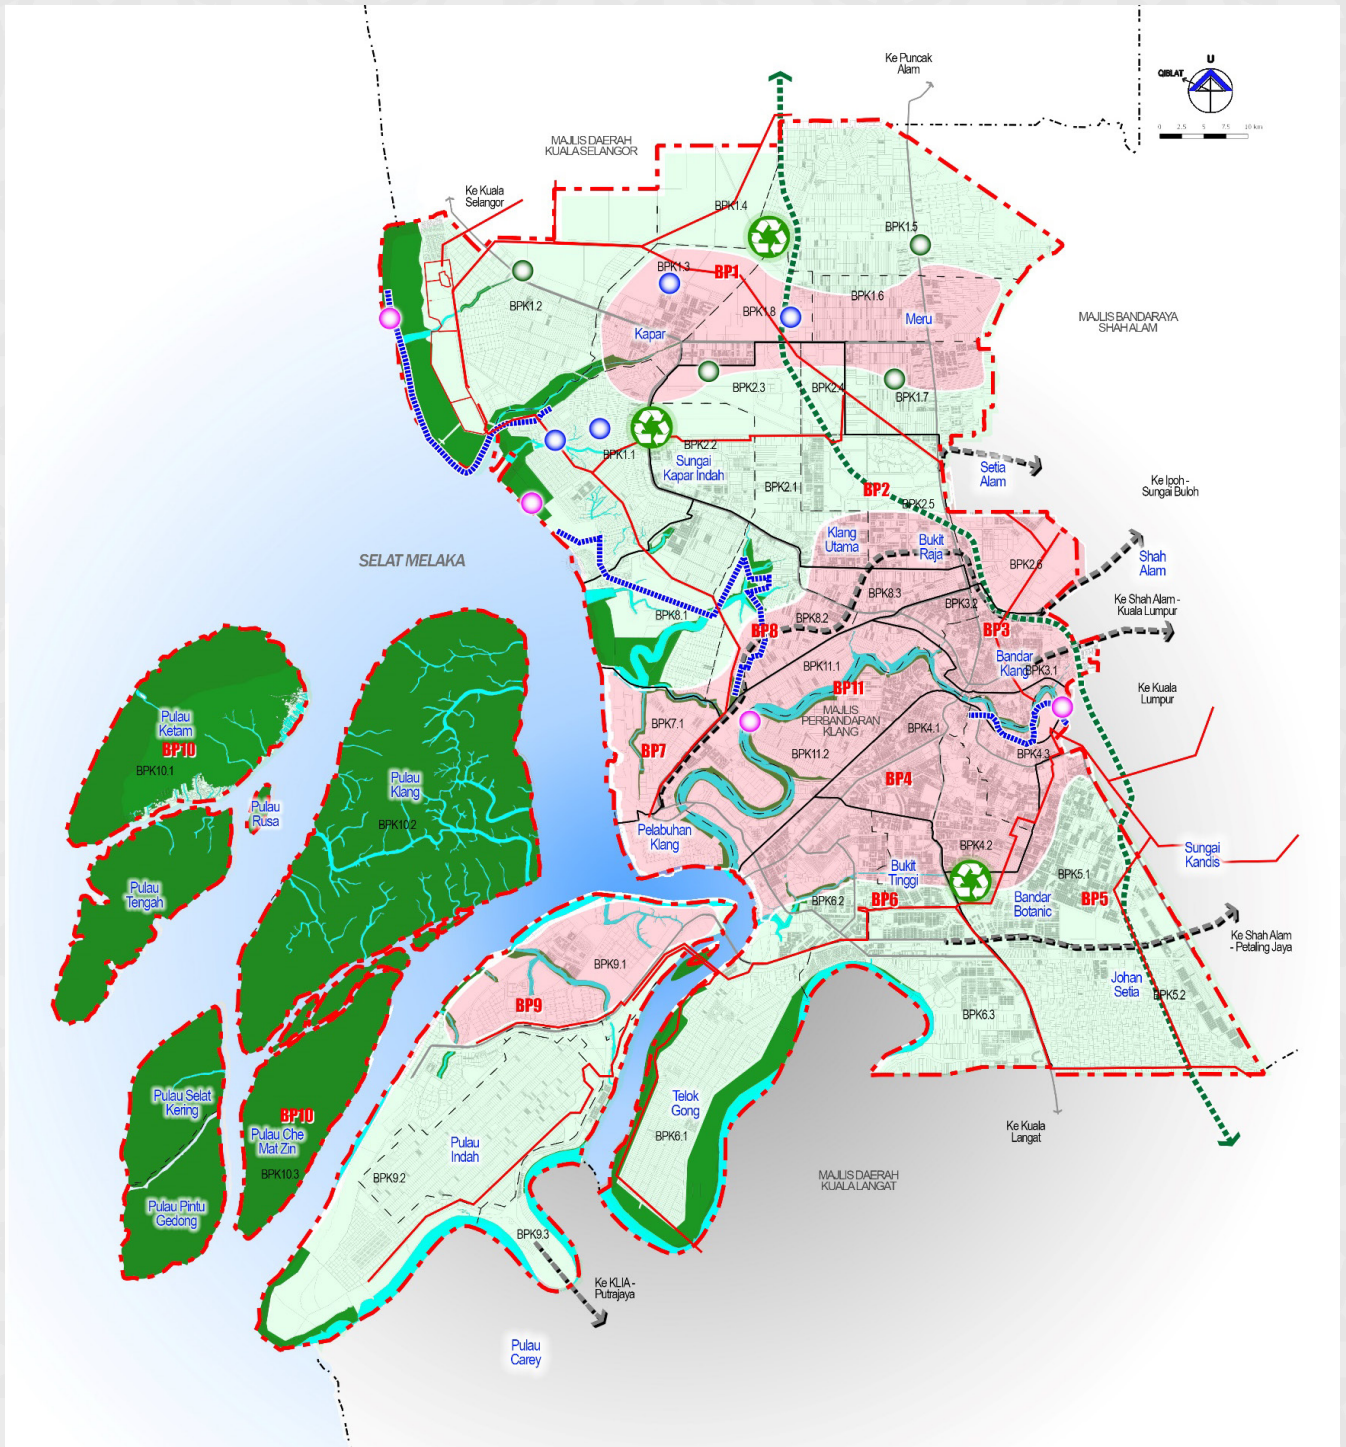 Ke Puncak
Alam
U
QIBLAT
0 2.5 5 7.5 10 km
MAJLIS DAERAH
KUALA SELANGOR
Ke Kuala
Selangor
BPK1.4
BPK1.5
BPK1.3
BP1
BPK1.2
BPK1.6
BPK1.8
Meru
MAJLIS BANDARAYA
SHAH ALAM
Kapar
BPK2.3
BPK2.4
BPK1.7
BPK2.2
BPK1.1
Sungai
Kapar Indah
Setia
Alam
BPK2.1
BP2
BPK2.5
Ke Ipoh -
Sungai Buloh
Klang
Utama
Bukit
Raja
SELAT MELAKA
BPK2.6
Shah
Alam
BPK8.3
BPK3.2
Ke Shah Alam -
Kuala Lumpur
BPK8.1
BPK8.2
BP8
BP3
Bandar
Klang
BPK3.1
BPK11.1
BP11
Ke Kuala
Lumpur
Pulau
Ketam
BP10
BPK10.1
BPK7.1
BP7
MAJLIS
PERBANDARAN
KLANG
BPK4.1
BPK11.2
BPK4.3
Pulau
Klang
BP4
Pulau
Rusa
BPK10.2
Pelabuhan
Klang
BPK4.2
Sungai
Kandis
Bukit
Tinggi
BPK5.1
Pulau
Tengah
BPK6.2
BP6
Bandar
Botanic
BP5
Ke Shah Alam
- Petaling Jaya
BPK9.1
Johan
Setia
BPK5.2
BP9
BPK6.3
Pulau Selat
Kering
Telok
Gong
BP10
Pulau Che
Mat Zin
Ke Kuala
Langat
BPK6.1
Pulau
Indah
BPK10.3
BPK9.2
MAJLIS DAERAH
KUALA LANGAT
Pulau Pintu
Gedong
BPK9.3
Ke KLIA -
Putrajaya
Pulau
Carey